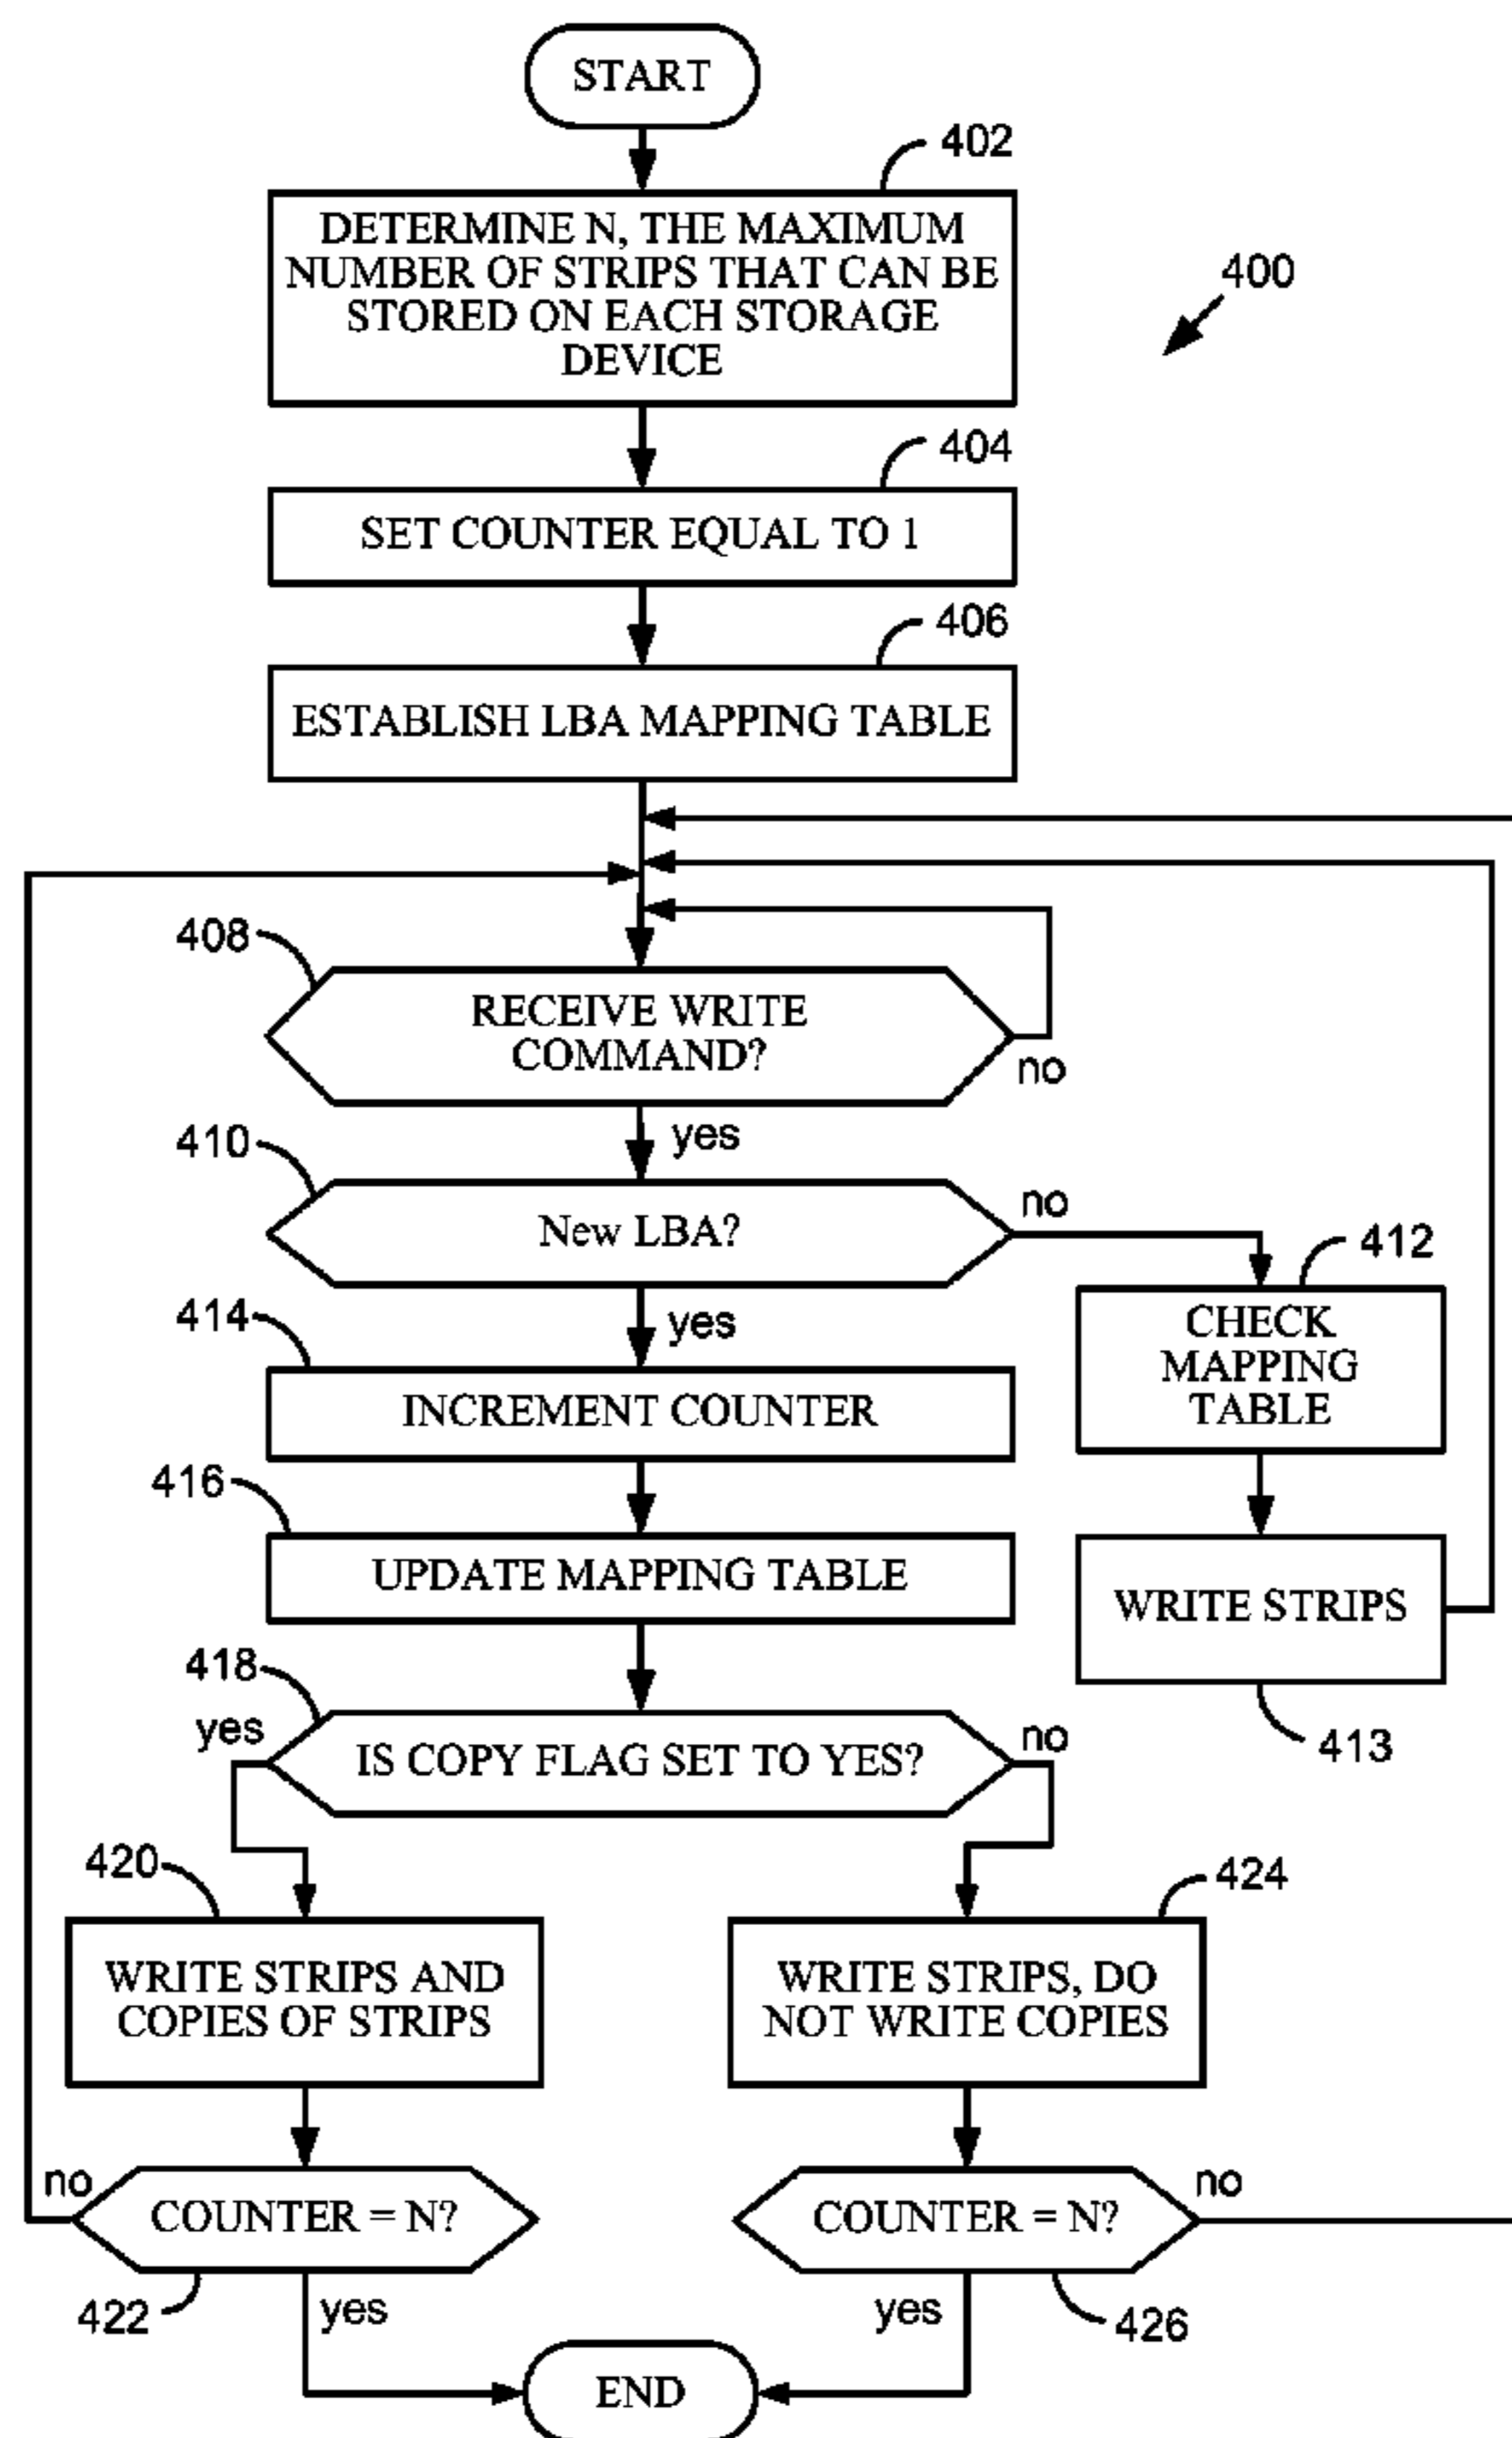 START
402
DETERMINE N, THE MAXIMUM
NUMBER OF STRIPS THAT CAN BE
STORED ON EACH STORAGE
DEVICE
400
404
SET COUNTER EQUAL TO 1
406
ESTABLISH LBA MAPPING TABLE
408
RECEIVE WRITE
COMMAND?
no
yes
410
New LBA?
no
412
CHECK
MAPPING
TABLE
yes
414
INCREMENT COUNTER
416
UPDATE MAPPING TABLE
WRITE STRIPS
413
418
yes
IS COPY FLAG SET TO YES?
no
420
WRITE STRIPS AND
COPIES OF STRIPS
424
WRITE STRIPS, DO
NOT WRITE COPIES
no
COUNTER = N?
422
yes
COUNTER = N?
no
yes
426
END